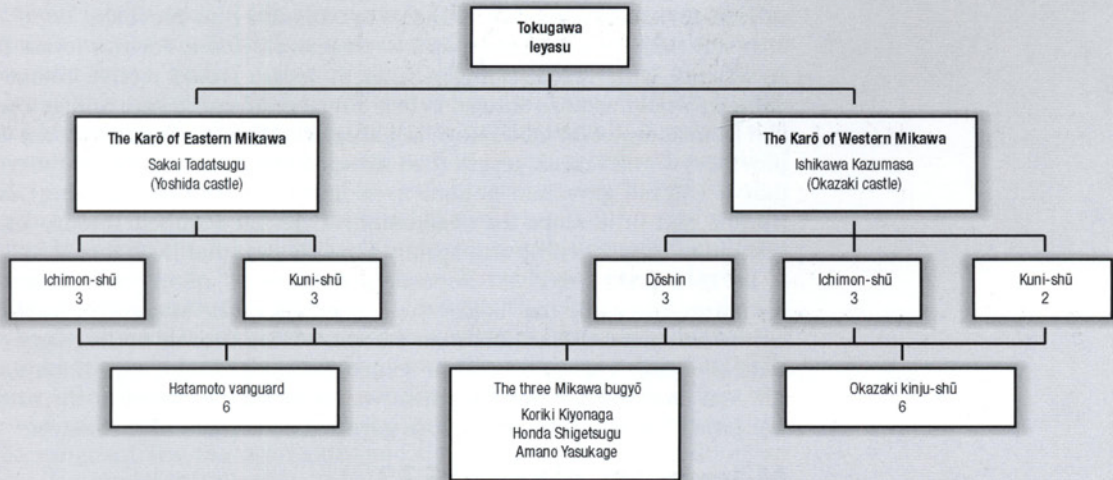 Tokugawa
Ieyasu
The Karō of Eastern Mikawa
Sakai Tadatsugu
(Yoshida castle)
The Karō of Western Mikawa
Ishikawa Kazumasa
(Okazaki castle)
Ichimon-shū
3
Kuni-shū
3
Dōshin
3
Ichimon-shū
3
Kuni-shū
2
Hatamoto vanguard
6
The three Mikawa bugyō
Koriki Kiyonaga
Honda Shigetsugu
Amano Yasukage
Okazaki kinju-shū
6